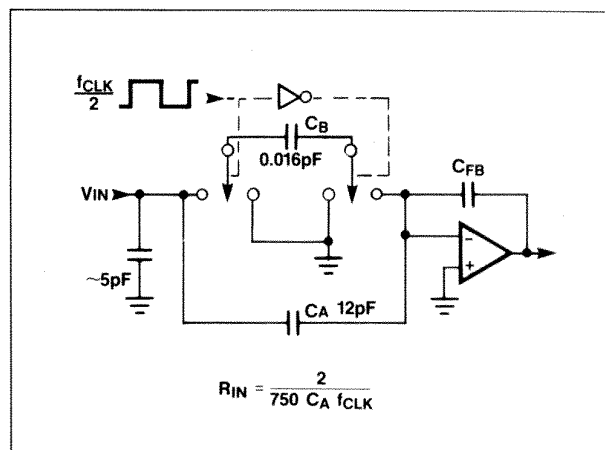 fCLK
2
CB
0.016pF
CFB
VIN
−
+
~5pF
CA 12pF
RIN = 2
750 CA fCLK